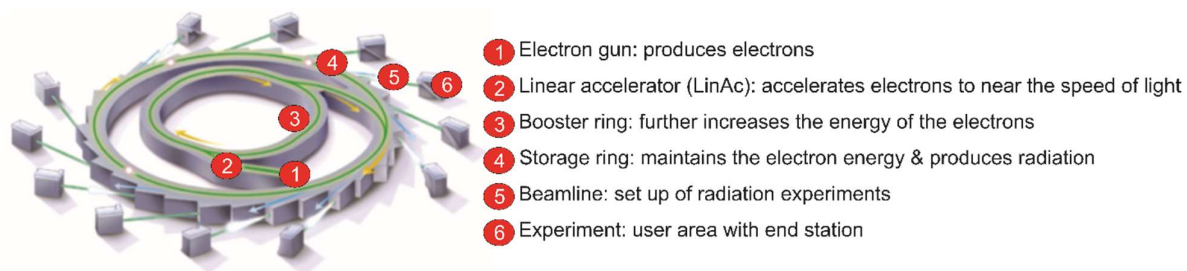 1 Electron gun: produces electrons
2 Linear accelerator (LinAc): accelerates electrons to near the speed of light
3 Booster ring: further increases the energy of the electrons
4 Storage ring: maintains the electron energy & produces radiation
5 Beamline: set up of radiation experiments
6 Experiment: user area with end station
4
5
6
3
2
1